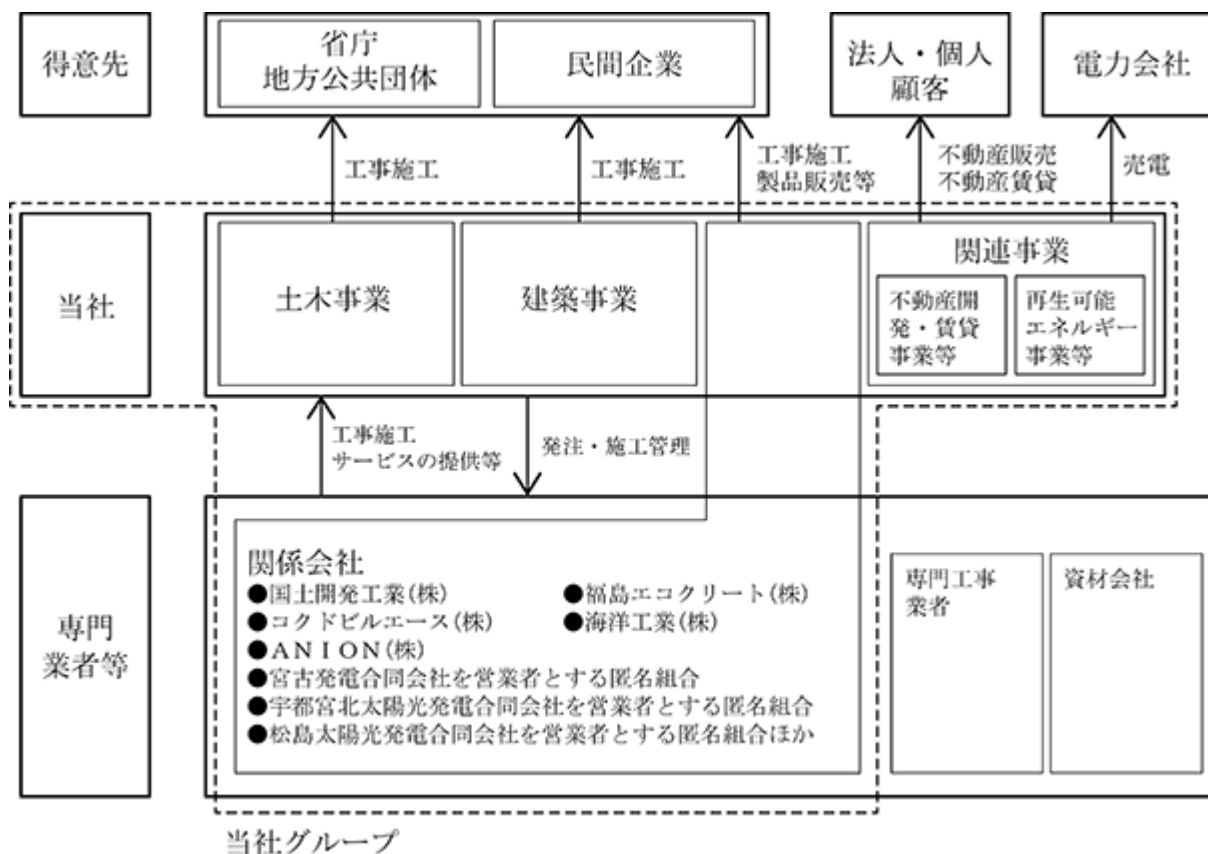 得意先
省庁
地方公共団体
民間企業
法人・個人
顧客
電力会社
工事施工
工事施工
工事施工
製品販売等
不動産販売
不動産賃貸
売電
当社
土木事業
建築事業
関連事業
不動産開
発・賃貸
事業等
再生可能
エネルギー
事業等
工事施工
サービスの提供等
発注・施工管理
専門
業者等
関係会社
●国土開発工業(株)
●福島エコクリート(株)
●コクドビルエース(株)
●海洋工業(株)
●ANION(株)
●宮古発電合同会社を営業者とする匿名組合
●宇都宮北太陽光発電合同会社を営業者とする匿名組合
●松島太陽光発電合同会社を営業者とする匿名組合ほか
専門工事
業者
資材会社
当社グループ